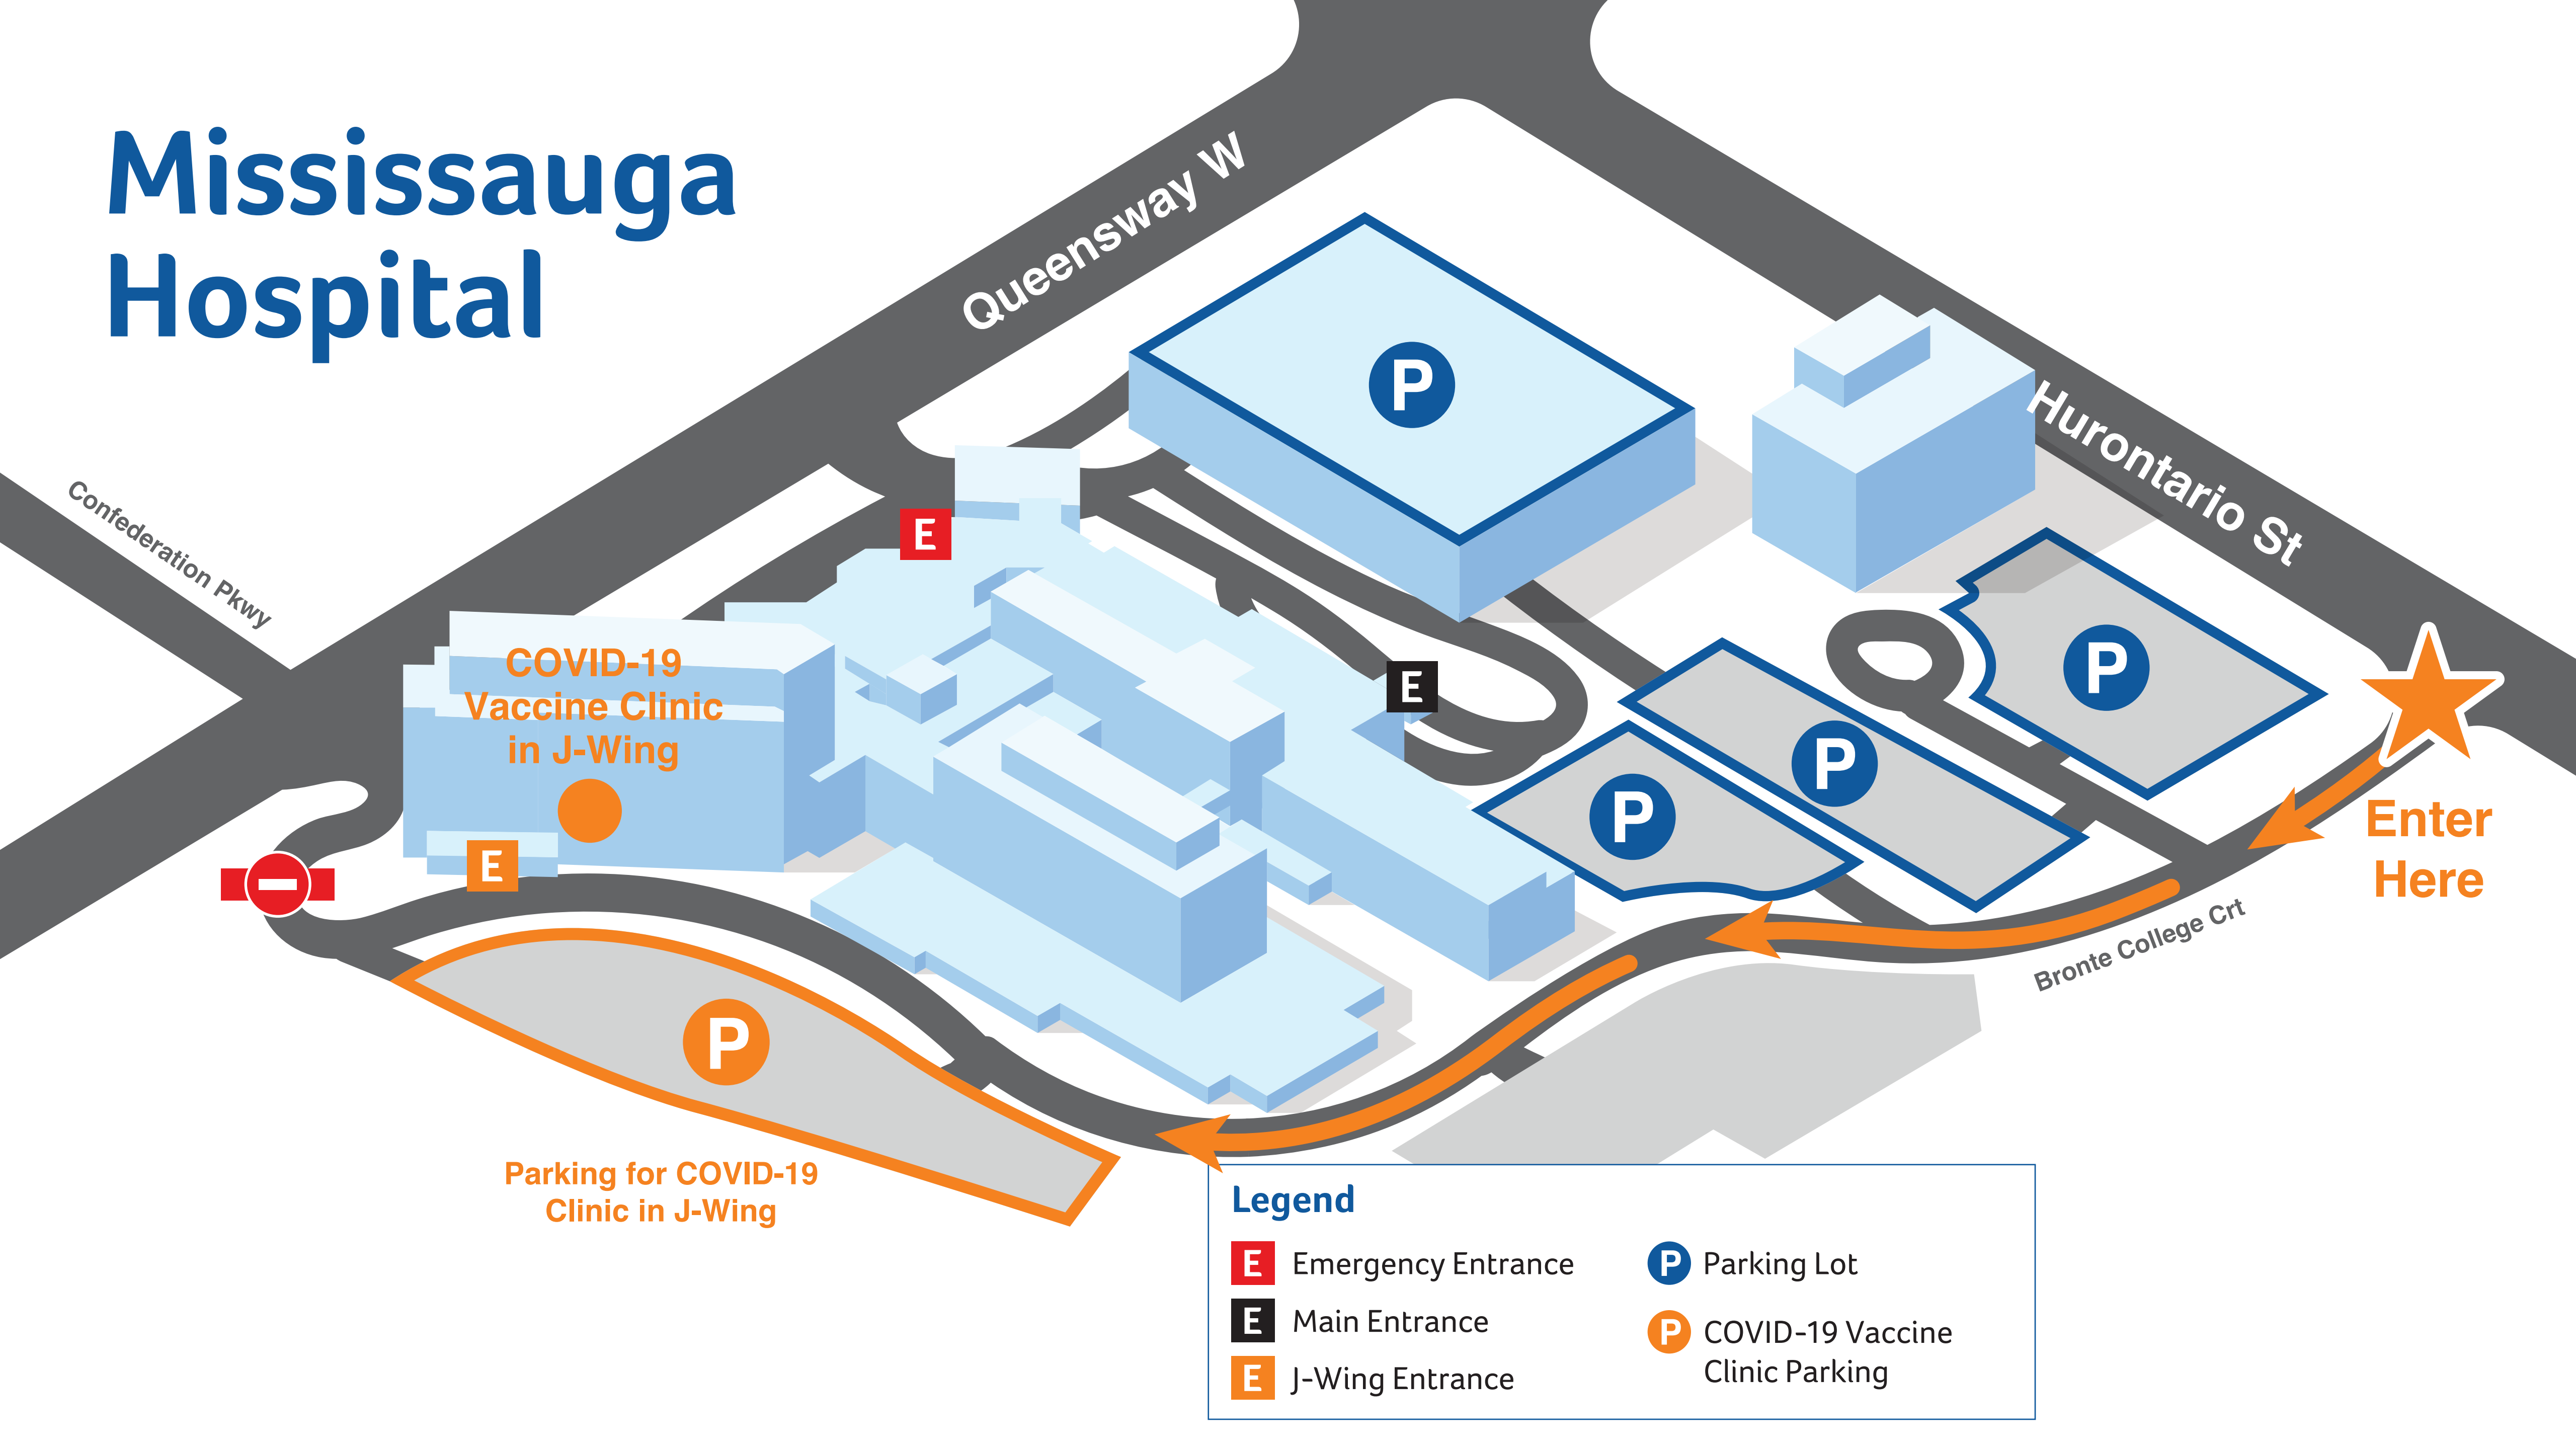 Mississauga
Hospital
Queensway W
Hurontario St
Confederation Pkwy
P
E
E
P
P
P
COVID-19
Vaccine Clinic
in J-Wing
E
Enter
Here
Bronte College Crt
P
Parking for COVID-19
Clinic in J-Wing
Legend
E Emergency Entrance
E Main Entrance
E J-Wing Entrance
P Parking Lot
P COVID-19 Vaccine
Clinic Parking